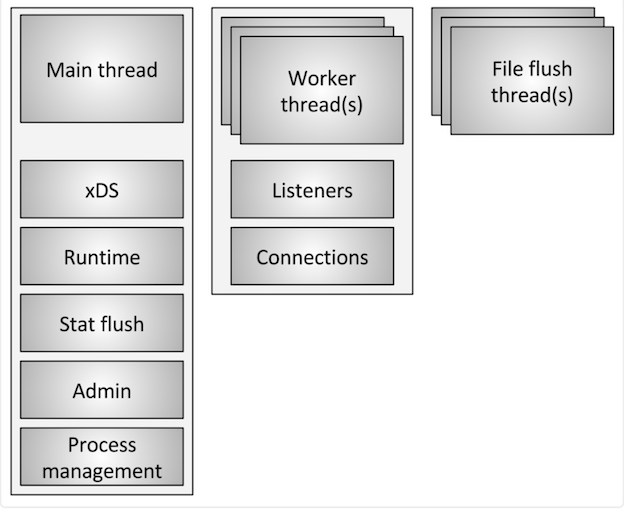 Main thread
xDS
Runtime
Stat flush
Admin
Process
management
Worker
thread(s)
Listeners
Connections
File flush
thread(s)